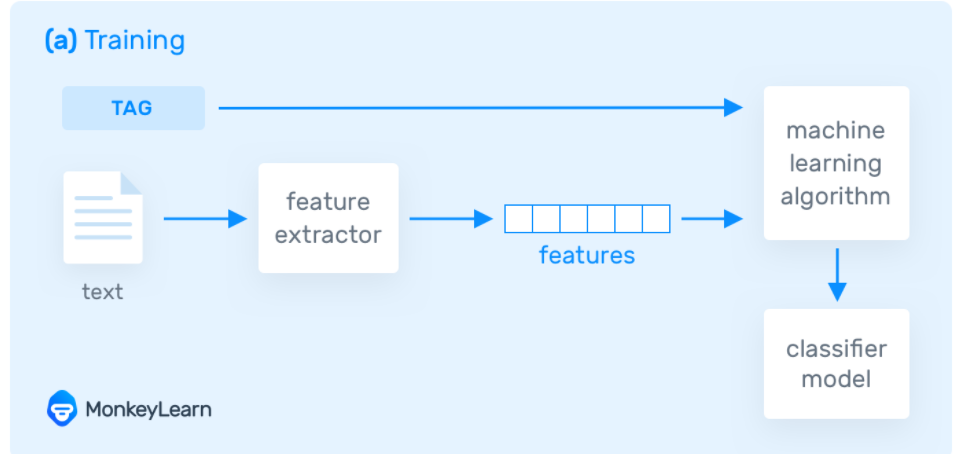 (a) Training
TAG
text
feature
extractor
features
machine
learning
algorithm
classifier
model
MonkeyLearn